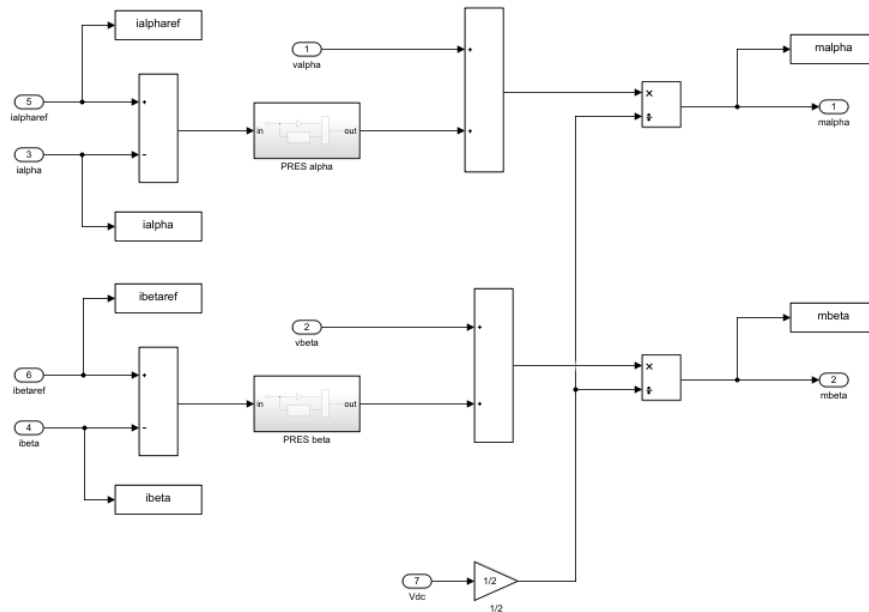 ialpharef
1
valpha
malpha
5
ialpharef
+
in
out
PRES alpha
+
+
×
÷
1
malpha
3
ialpha
−
ialpha
ibetaref
2
vbeta
mbeta
6
ibetaref
+
in
out
PRES beta
+
+
×
÷
2
mbeta
4
ibeta
−
ibeta
7
Vdc
1/2
1/2